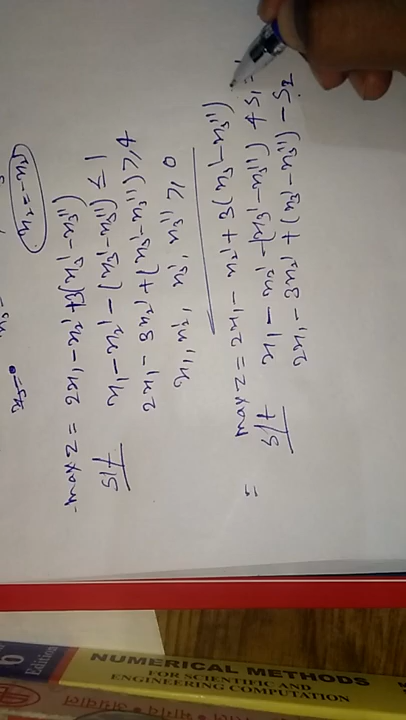 x₂ = -x₂'
max z = 2x₁ - x₂' + 3(x₃' - x₃'')
s/t x₁ - x₂' - (x₃' - x₃'') ≤ 1
2x₁ - 3x₂' + (x₃' - x₃'') ≥ 4
x₁, x₂', x₃', x₃'' ≥ 0
= max z = 2x₁ - x₂' + 3(x₃' - x₃'')
s/t x₁ - x₂' - (x₃' - x₃'') + s₁ =
2x₁ - 3x₂' + (x₃' - x₃'') - s₂
Edition
NUMERICAL METHODS
FOR SCIENTIFIC AND
ENGINEERING COMPUTATION